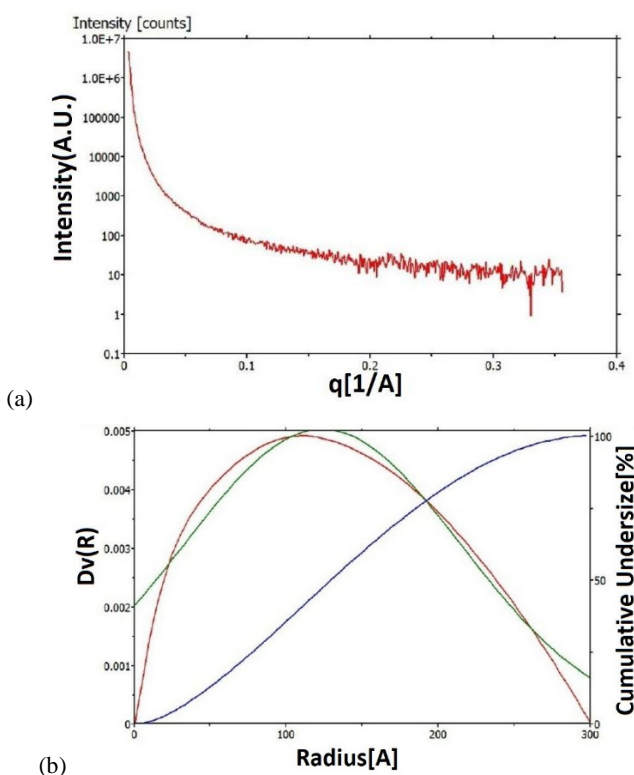 Intensity [counts]
1.0E+7
1.0E+6
100000
10000
1000
100
10
1
0.1
Intensity(A.U.)
0
0.1
0.2
0.3
0.4
q[1/A]
(a)
0.005
0.004
0.003
0.002
0.001
0
Dv(R)
100
50
0
Cumulative Undersize[%]
0
100
200
300
Radius[A]
(b)